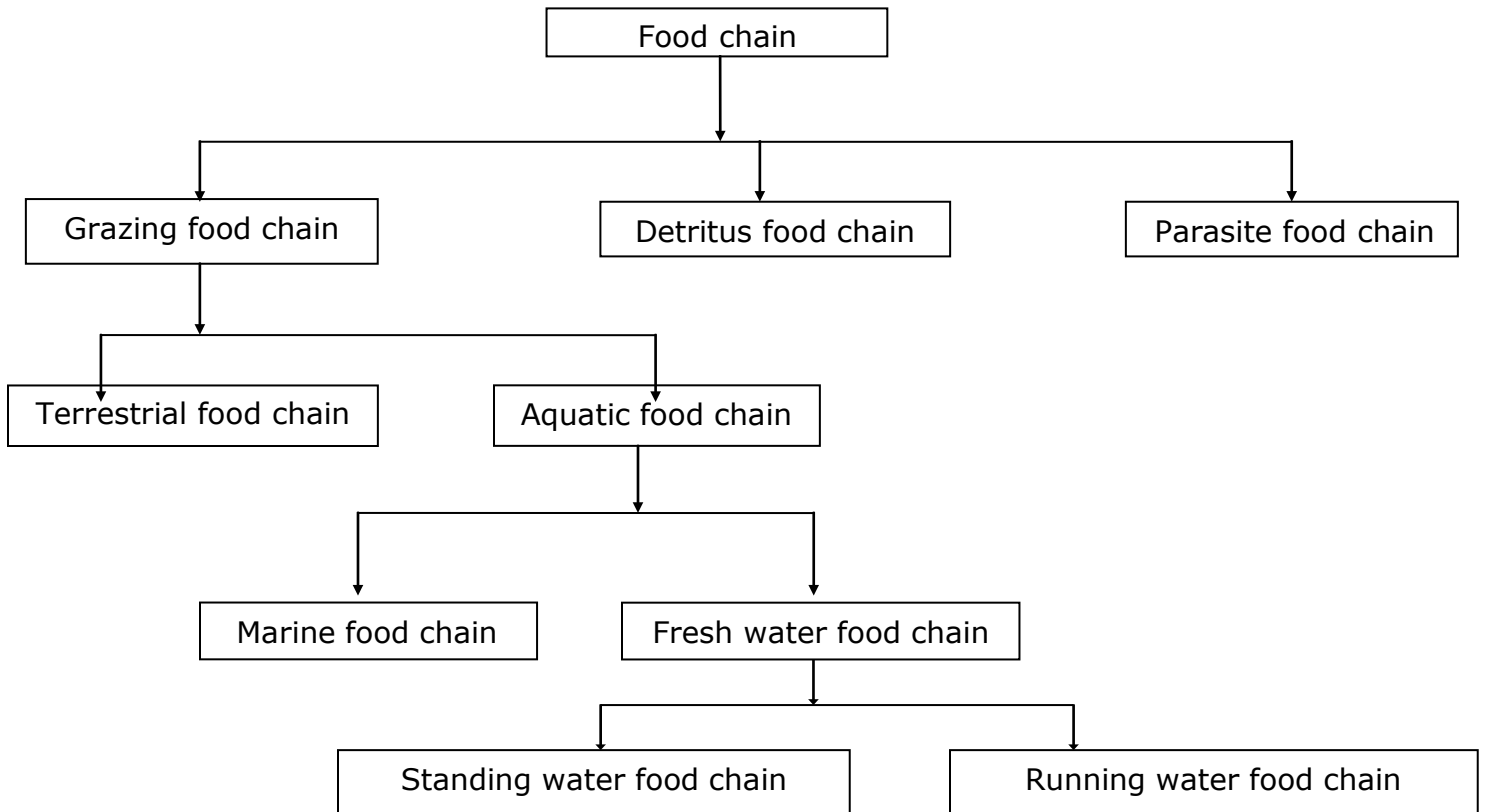 Food chain
Grazing food chain
Detritus food chain
Parasite food chain
Terrestrial food chain
Aquatic food chain
Marine food chain
Fresh water food chain
Standing water food chain
Running water food chain